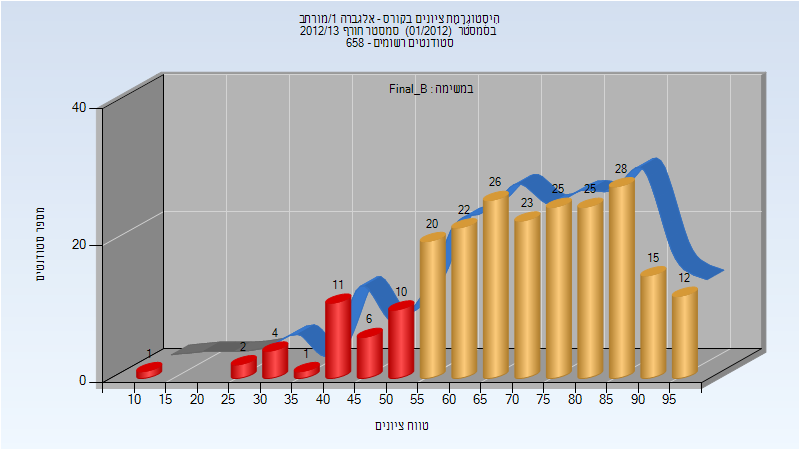 היסטוגרמת ציונים בקורס - אלגברה 1/מורחב
בסמסטר (01/2012) סמסטר חורף 2012/13
סטודנטים רשומים - 658
במשימה : Final_B
מספר סטודנטים
40
20
0
1
2
4
1
11
6
10
20
22
26
23
25
25
28
15
12
10 15 20 25 30 35 40 45 50 55 60 65 70 75 80 85 90 95
טווח ציונים